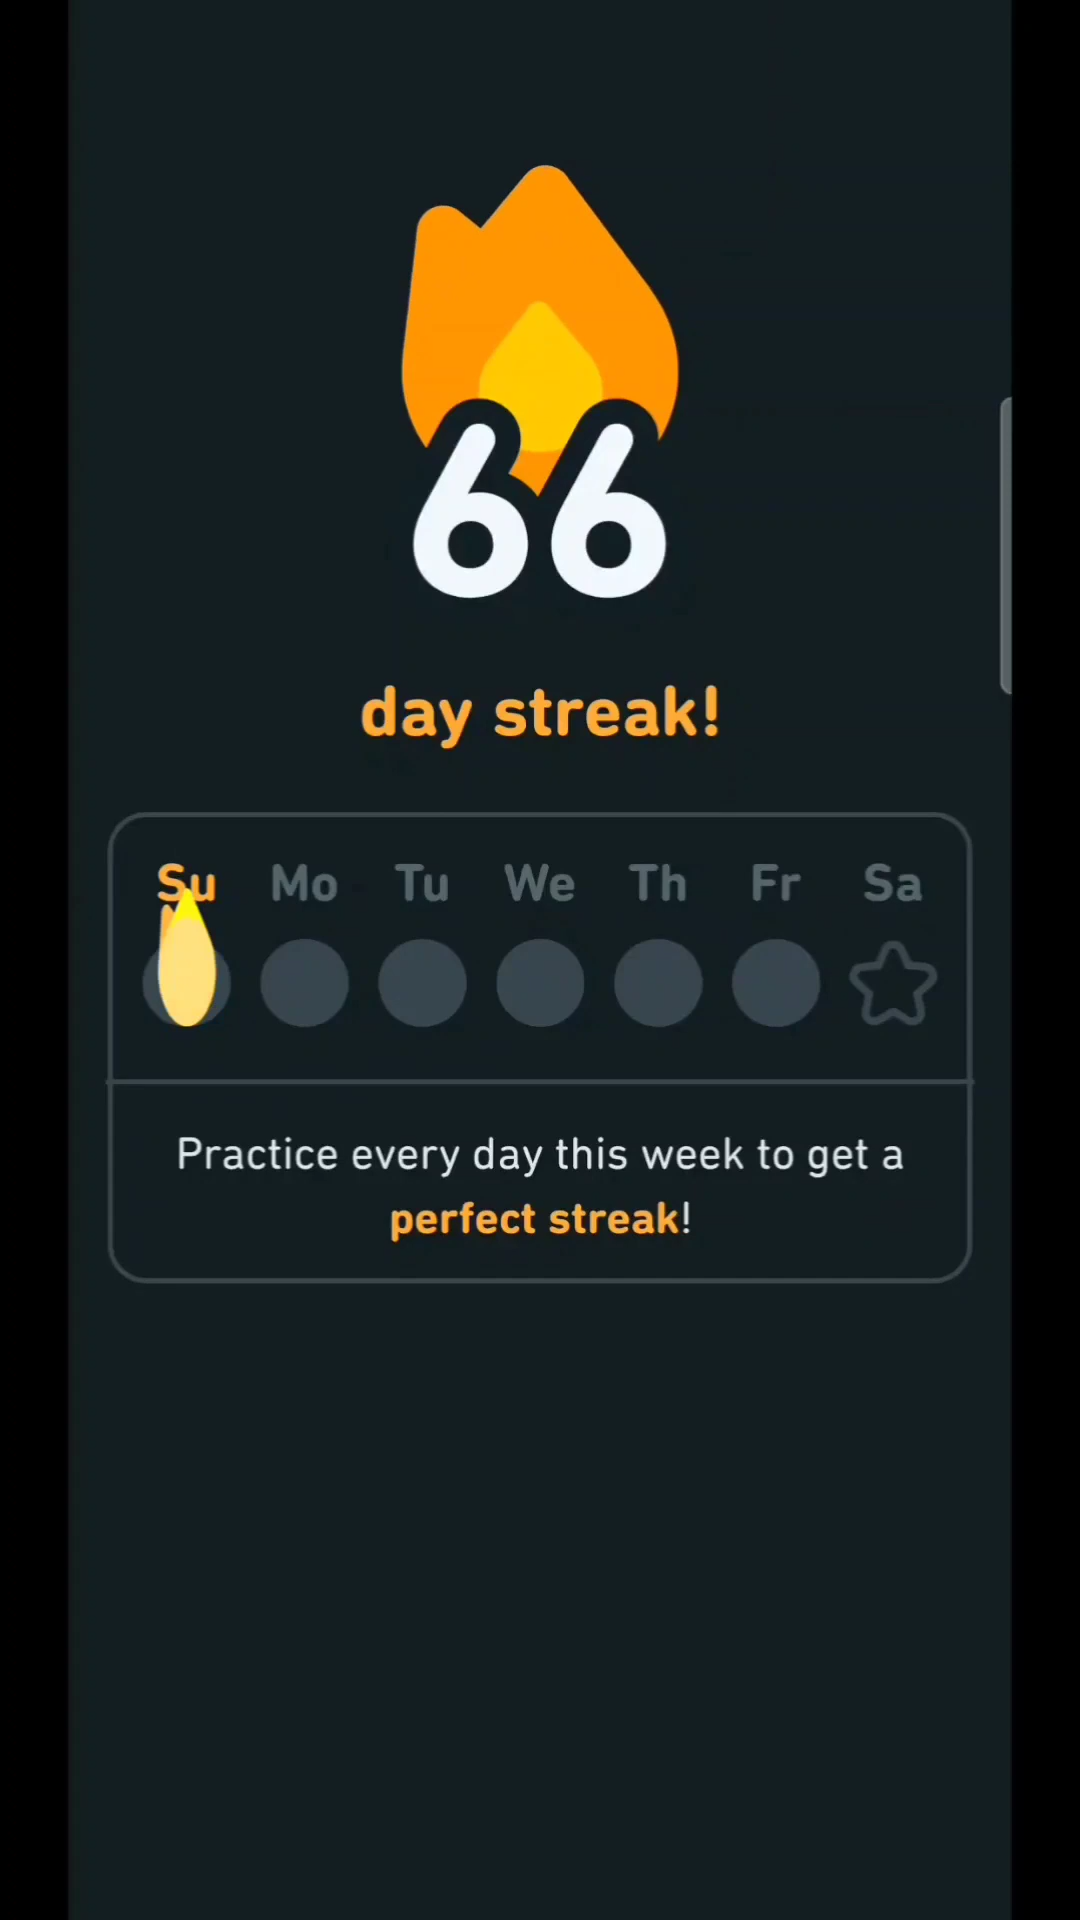 66
day streak!
Su Mo Tu We Th Fr Sa
Practice every day this week to get a
perfect streak!